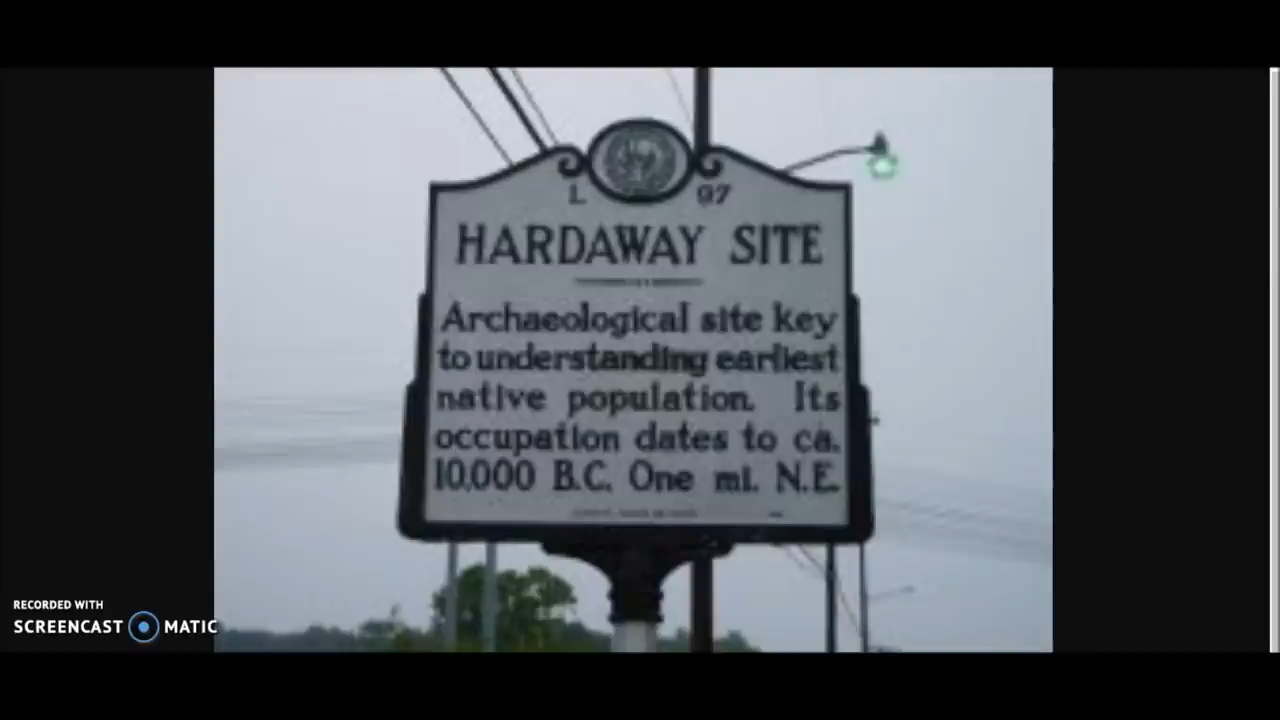 L 97
HARDAWAY SITE
Archaeological site key
to understanding earliest
native population. Its
occupation dates to ca.
10,000 B.C. One mi. N.E.
RECORDED WITH
SCREENCAST MATIC